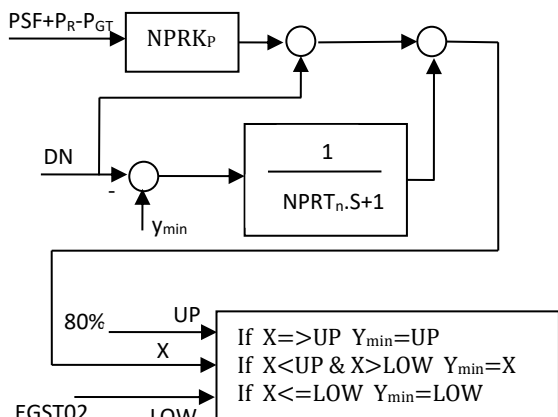 PSF+PR-PGT
NPRKP
DN
-
ymin
1
NPRTn.S+1
80%
UP
X
LOW
If X=>UP Ymin=UP
If X<UP & X>LOW Ymin=X
If X<=LOW Ymin=LOW